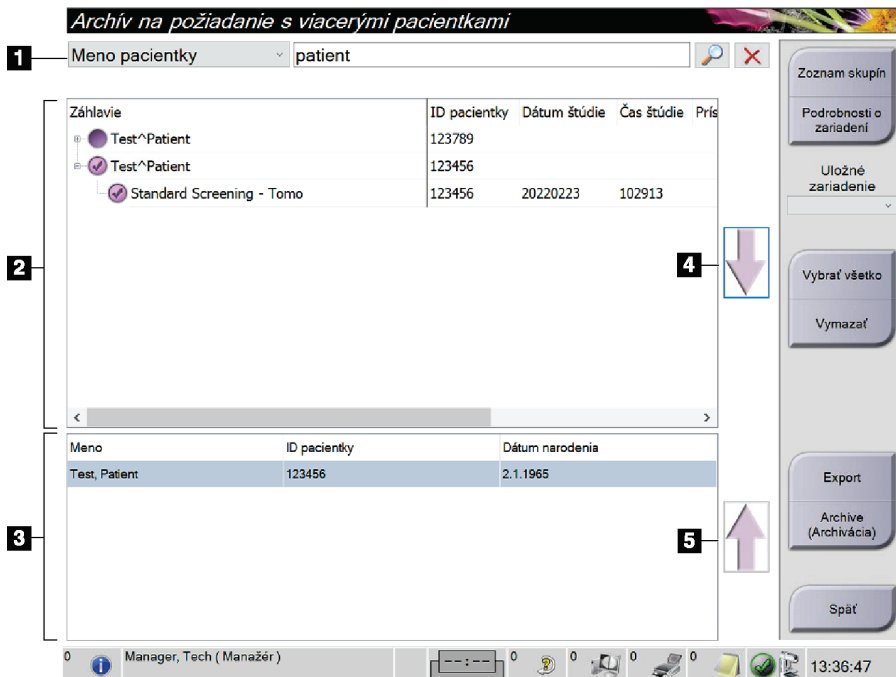 Archív na požiadanie s viacerými pacientkami
1
Meno pacientky
patient
Zoznam skupín
Podrobnosti o
zariadení
Uložné
zariadenie
2
Záhlavie ID pacientky Dátum štúdie Čas štúdie Prís
Test^Patient 123789
Test^Patient 123456
Standard Screening - Tomo 123456 20220223 102913
4
Vybrať všetko
Vymazať
3
Meno ID pacientky Dátum narodenia
Test, Patient 123456 2.1.1965
5
Export
Archive
(Archivácia)
Späť
0 Manager, Tech ( Manažér ) --:-- 0 0 0 0 13:36:47